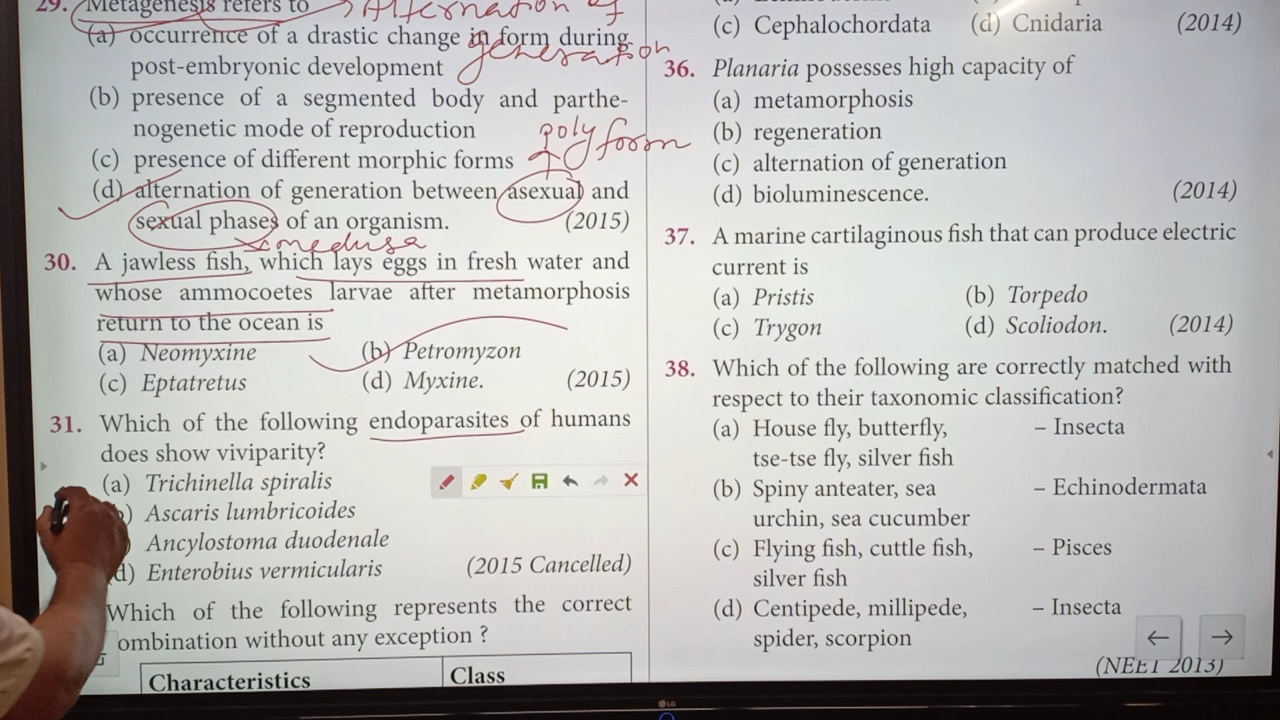 29. Metagenesis refers to Alternation of
(a) occurrence of a drastic change in form during generation
post-embryonic development
(b) presence of a segmented body and parthe-
nogenetic mode of reproduction
polyform
(c) presence of different morphic forms
(d) alternation of generation between asexual and
sexual phases of an organism. (2015)
medusa
30. A jawless fish, which lays eggs in fresh water and
whose ammocoetes larvae after metamorphosis
return to the ocean is
(a) Neomyxine (b) Petromyzon
(c) Eptatretus (d) Myxine. (2015)
31. Which of the following endoparasites of humans
does show viviparity?
(a) Trichinella spiralis
) Ascaris lumbricoides
) Ancylostoma duodenale
d) Enterobius vermicularis (2015 Cancelled)
Which of the following represents the correct
ombination without any exception ?
Characteristics Class
(c) Cephalochordata (d) Cnidaria (2014)
36. Planaria possesses high capacity of
(a) metamorphosis
(b) regeneration
(c) alternation of generation
(d) bioluminescence. (2014)
37. A marine cartilaginous fish that can produce electric
current is
(a) Pristis (b) Torpedo
(c) Trygon (d) Scoliodon. (2014)
38. Which of the following are correctly matched with
respect to their taxonomic classification?
(a) House fly, butterfly, – Insecta
tse-tse fly, silver fish
(b) Spiny anteater, sea – Echinodermata
urchin, sea cucumber
(c) Flying fish, cuttle fish, – Pisces
silver fish
(d) Centipede, millipede, – Insecta
spider, scorpion
(NEET 2013)
LG